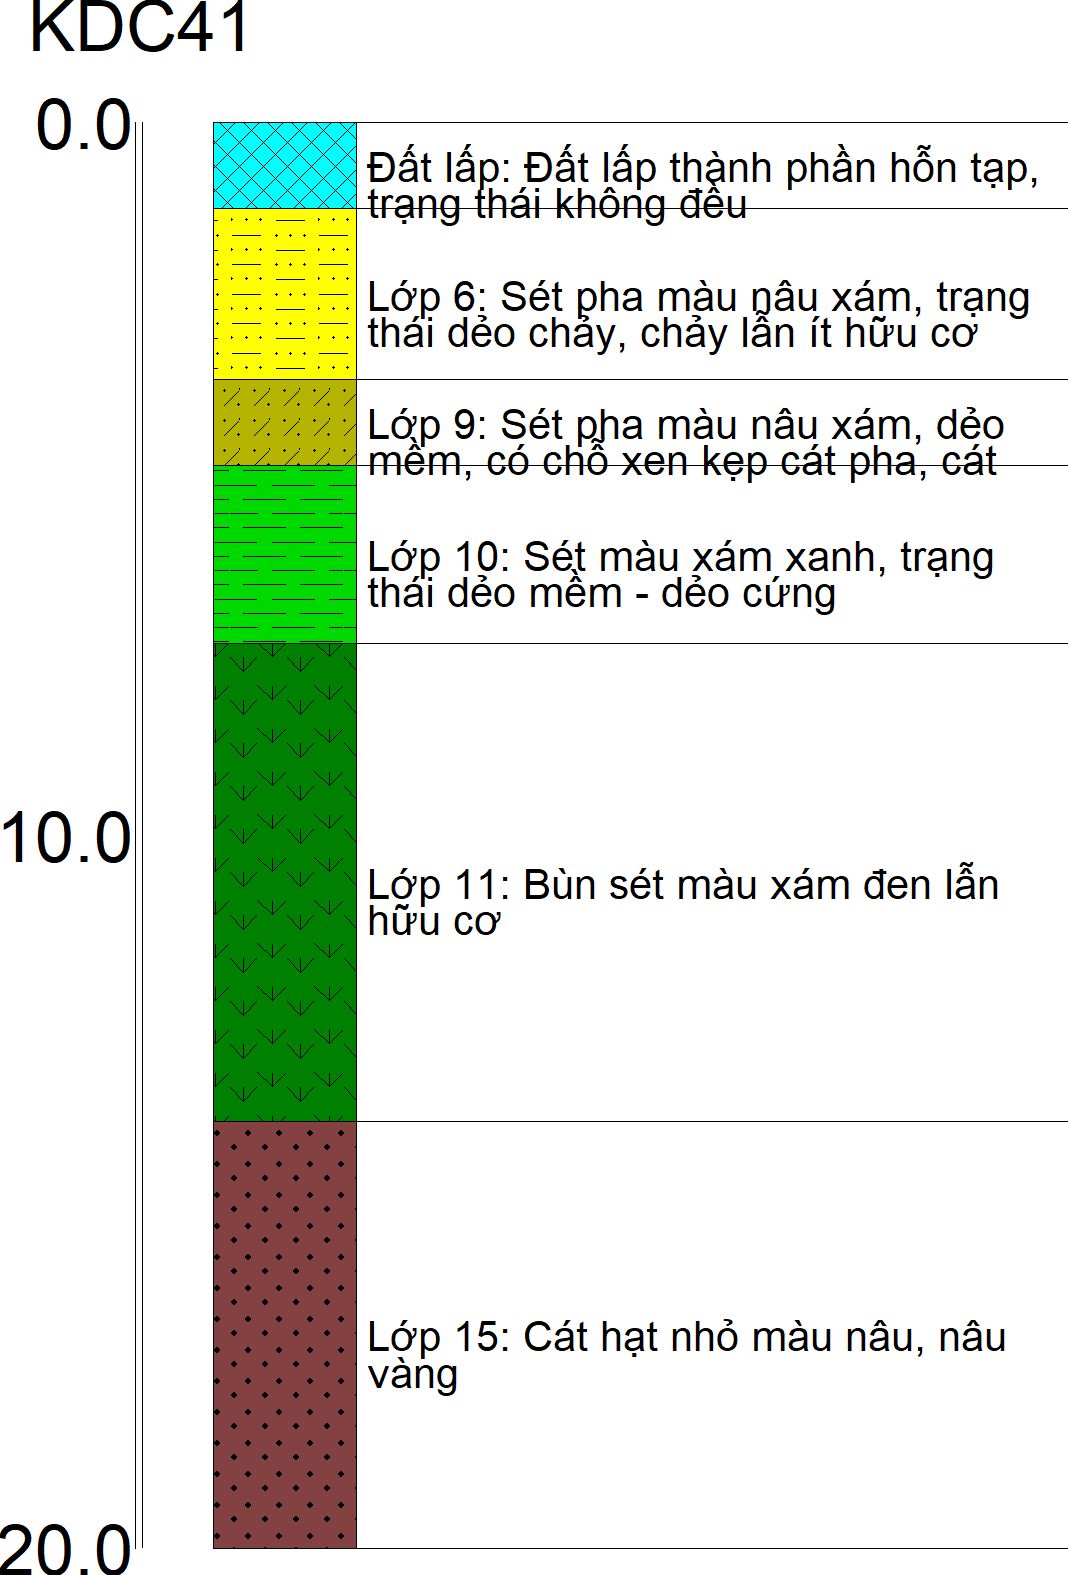 KDC41
0.0
Đất lấp: Đất lấp thành phần hỗn tạp,
trạng thái không đều
Lớp 6: Sét pha màu nâu xám, trạng
thái dẻo chảy, chảy lẫn ít hữu cơ
Lớp 9: Sét pha màu nâu xám, dẻo
mềm, có chỗ xen kẹp cát pha, cát
Lớp 10: Sét màu xám xanh, trạng
thái dẻo mềm - dẻo cứng
10.0
Lớp 11: Bùn sét màu xám đen lẫn
hữu cơ
Lớp 15: Cát hạt nhỏ màu nâu, nâu
vàng
20.0